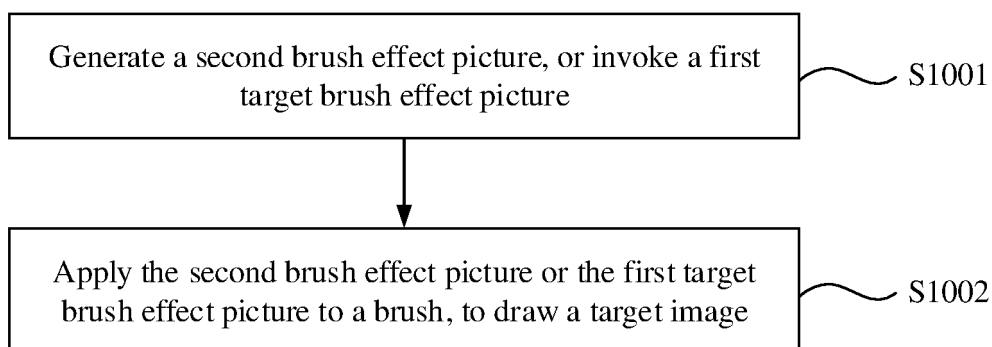 Generate a second brush effect picture, or invoke a first
target brush effect picture
S1001
Apply the second brush effect picture or the first target
brush effect picture to a brush, to draw a target image
S1002